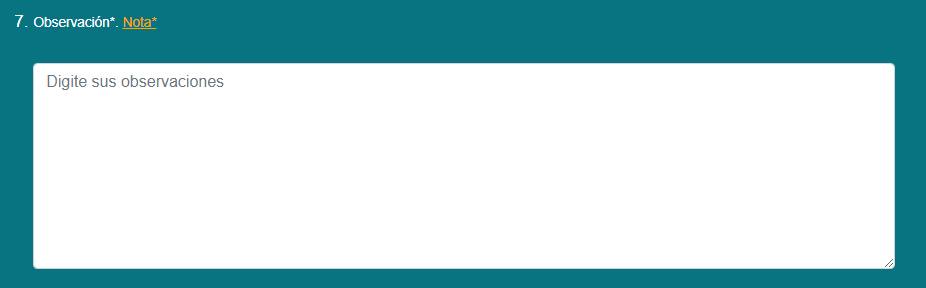 7. Observación*. Nota*
Digite sus observaciones